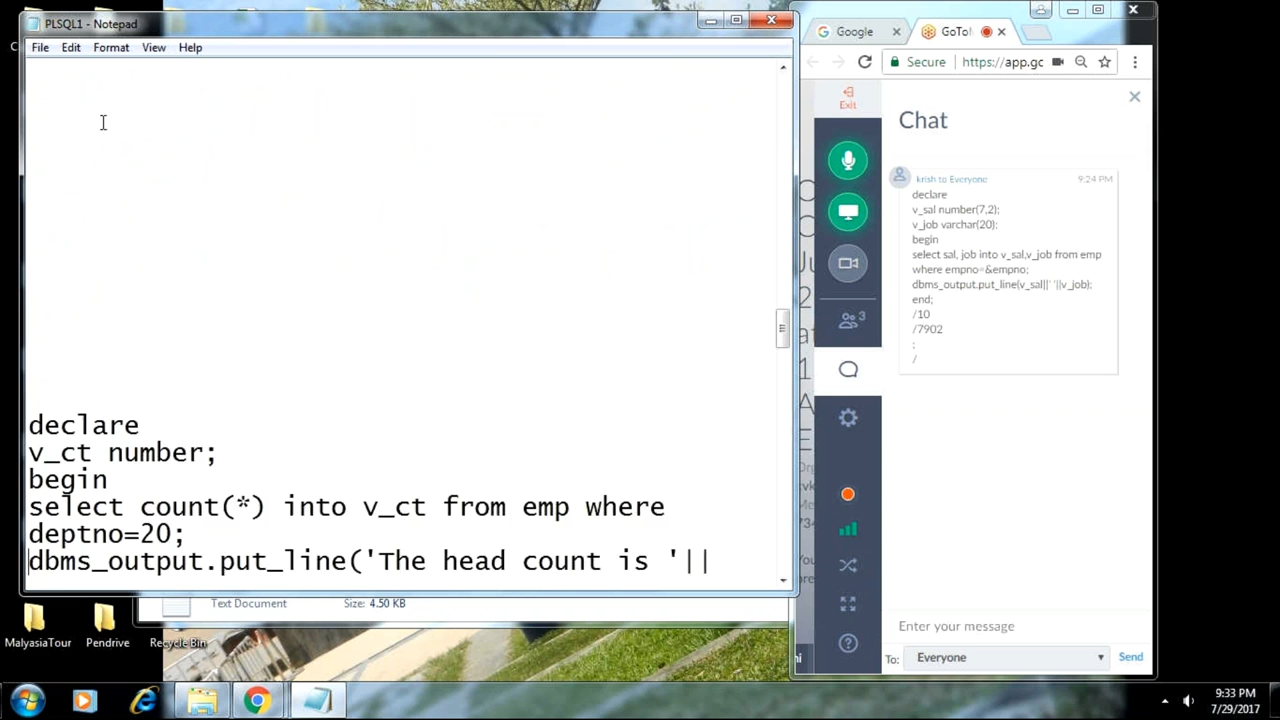 PLSQL1 - Notepad
File Edit Format View Help
declare
v_ct number;
begin
select count(*) into v_ct from emp where
deptno=20;
dbms_output.put_line('The head count is '||
Text Document Size: 4.50 KB
MalyasiaTour Pendrive Recycle Bin
Google GoTo
Secure https://app.gc
Exit
Chat
krish to Everyone 9:24 PM
declare
v_sal number(7,2);
v_job varchar(20);
begin
select sal, job into v_sal,v_job from emp
where empno=&empno;
dbms_output.put_line(v_sal||' '||v_job);
end;
/10
/7902
;
/
3
Enter your message
To: Everyone Send
9:33 PM
7/29/2017